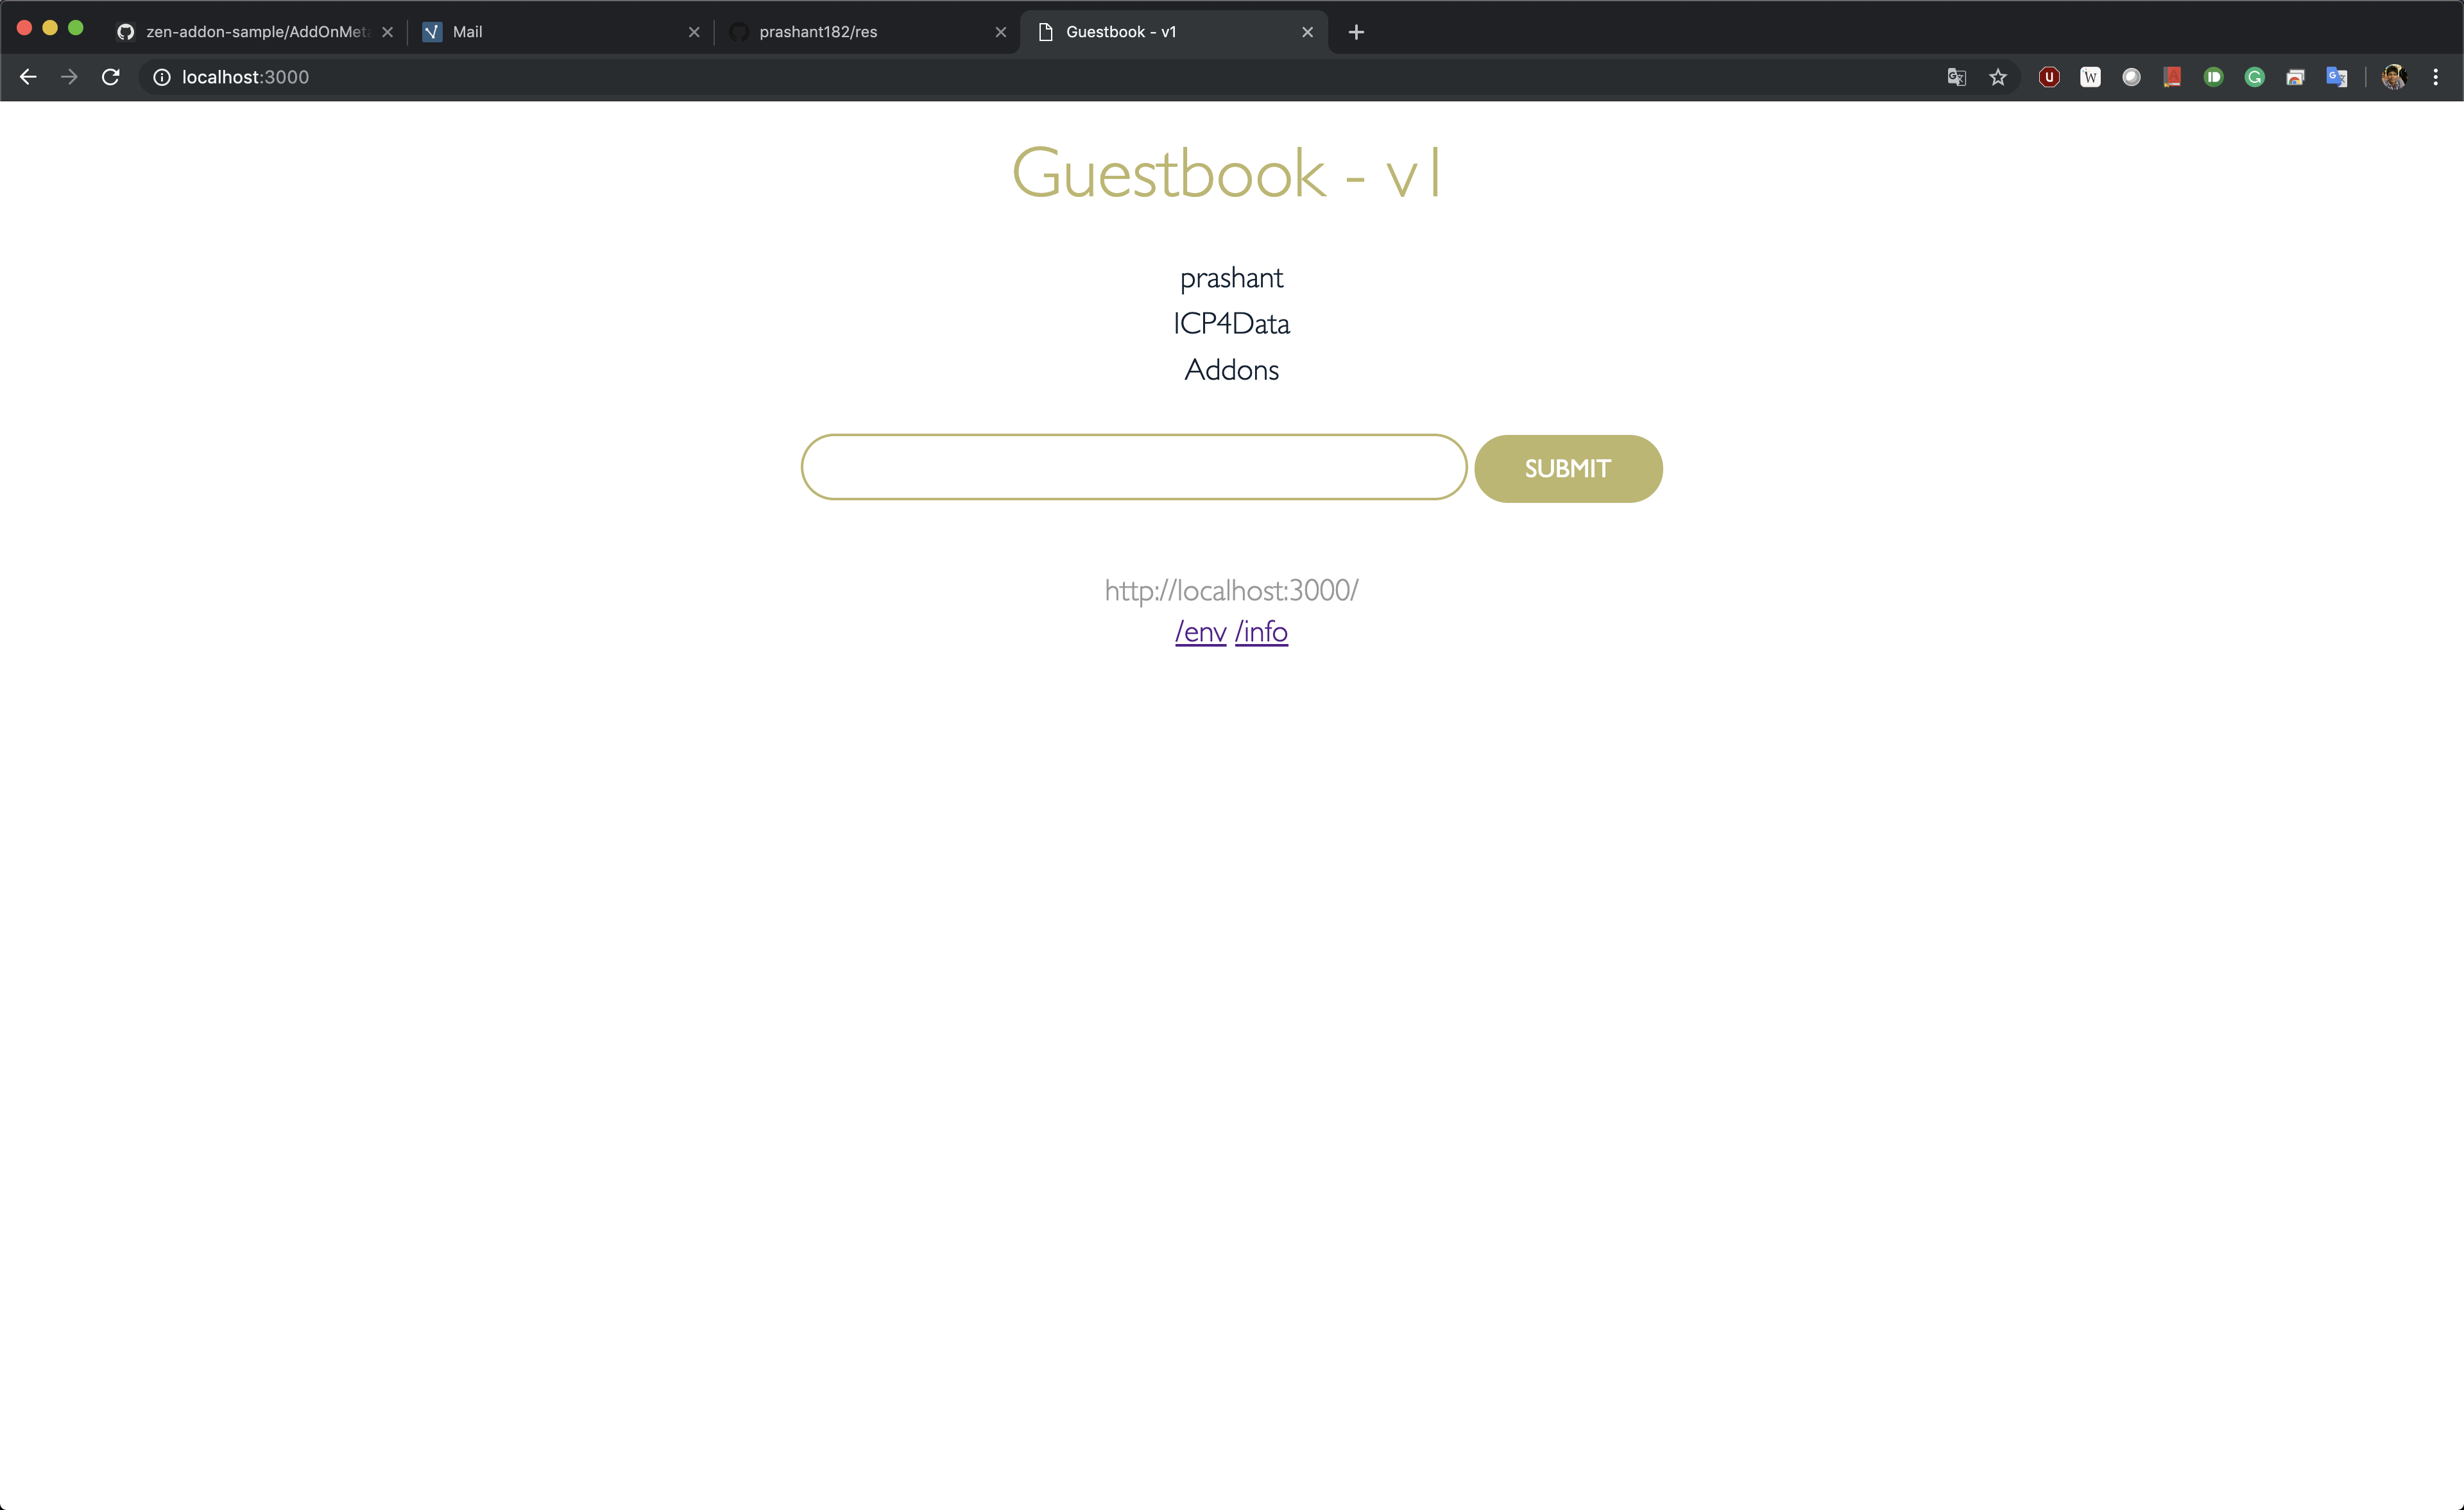 zen-addon-sample/AddOnMeta
Mail
prashant182/res
Guestbook - v1
localhost:3000
Guestbook - v1
prashant
ICP4Data
Addons
SUBMIT
http://localhost:3000/
/env /info